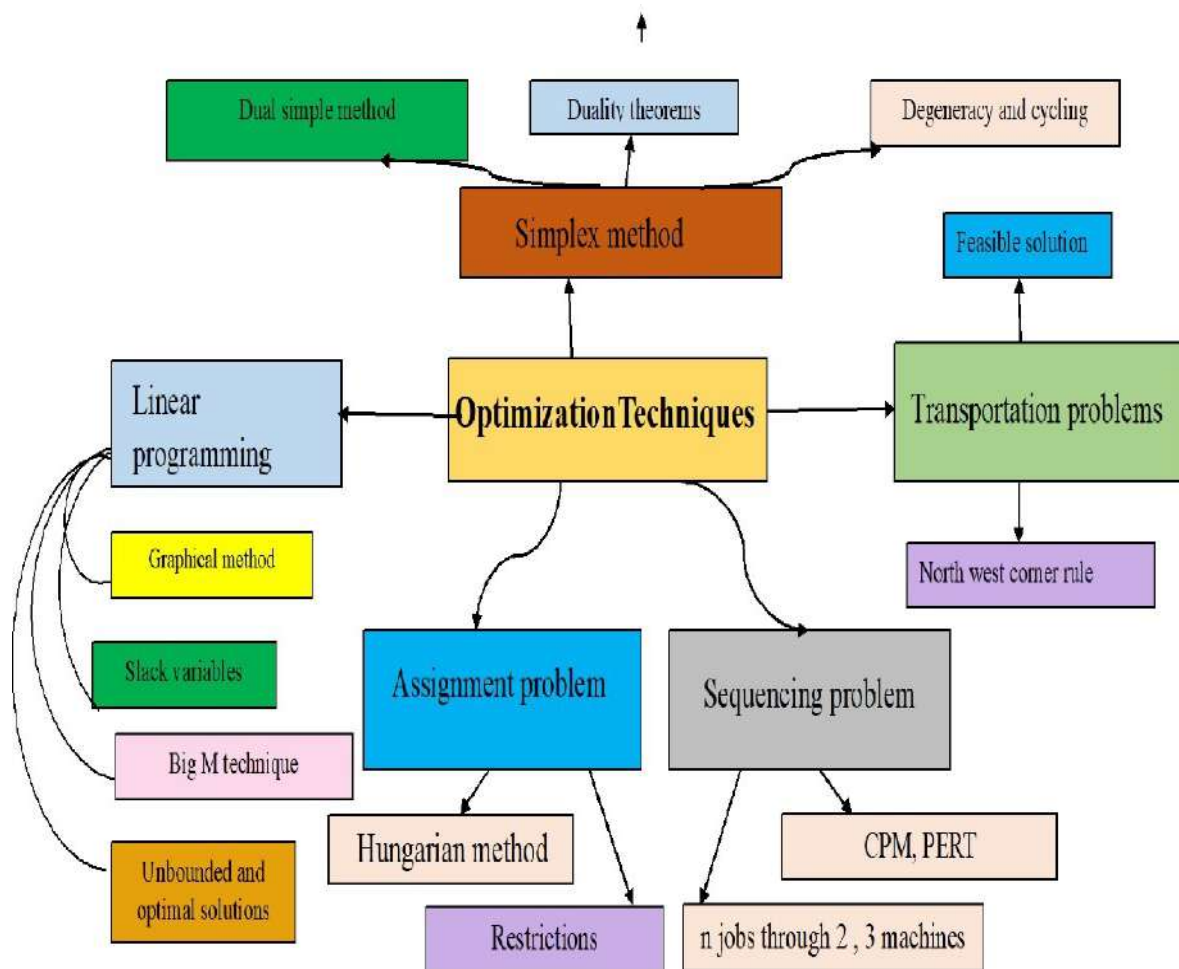 Dual simple method
Duality theorems
Degeneracy and cycling
Simplex method
Feasible solution
Linear
programming
Optimization Techniques
Transportation problems
Graphical method
North west corner rule
Slack variables
Assignment problem
Sequencing problem
Big M technique
Hungarian method
CPM, PERT
Unbounded and
optimal solutions
Restrictions
n jobs through 2 , 3 machines